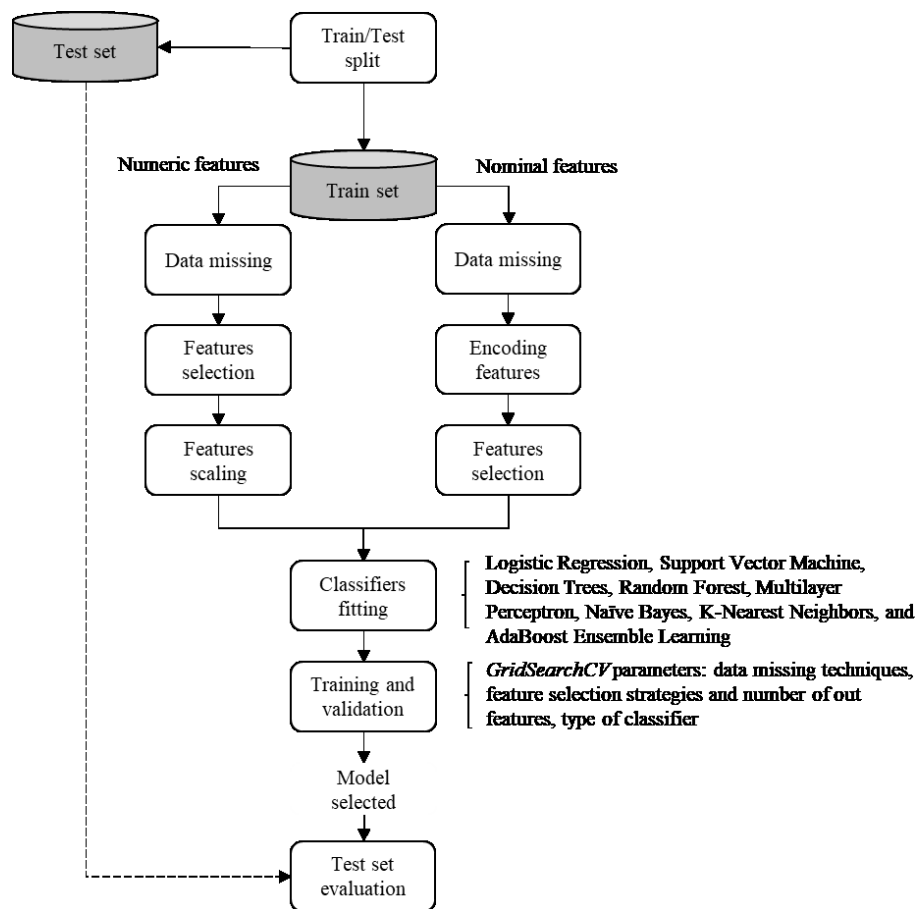 Test set
Train/Test
split
Numeric features
Nominal features
Train set
Data missing
Data missing
Features
selection
Encoding
features
Features
scaling
Features
selection
Classifiers
fitting
Logistic Regression, Support Vector Machine,
Decision Trees, Random Forest, Multilayer
Perceptron, Naïve Bayes, K-Nearest Neighbors, and
AdaBoost Ensemble Learning
Training and
validation
GridSearchCV parameters: data missing techniques,
feature selection strategies and number of out
features, type of classifier
Model
selected
Test set
evaluation